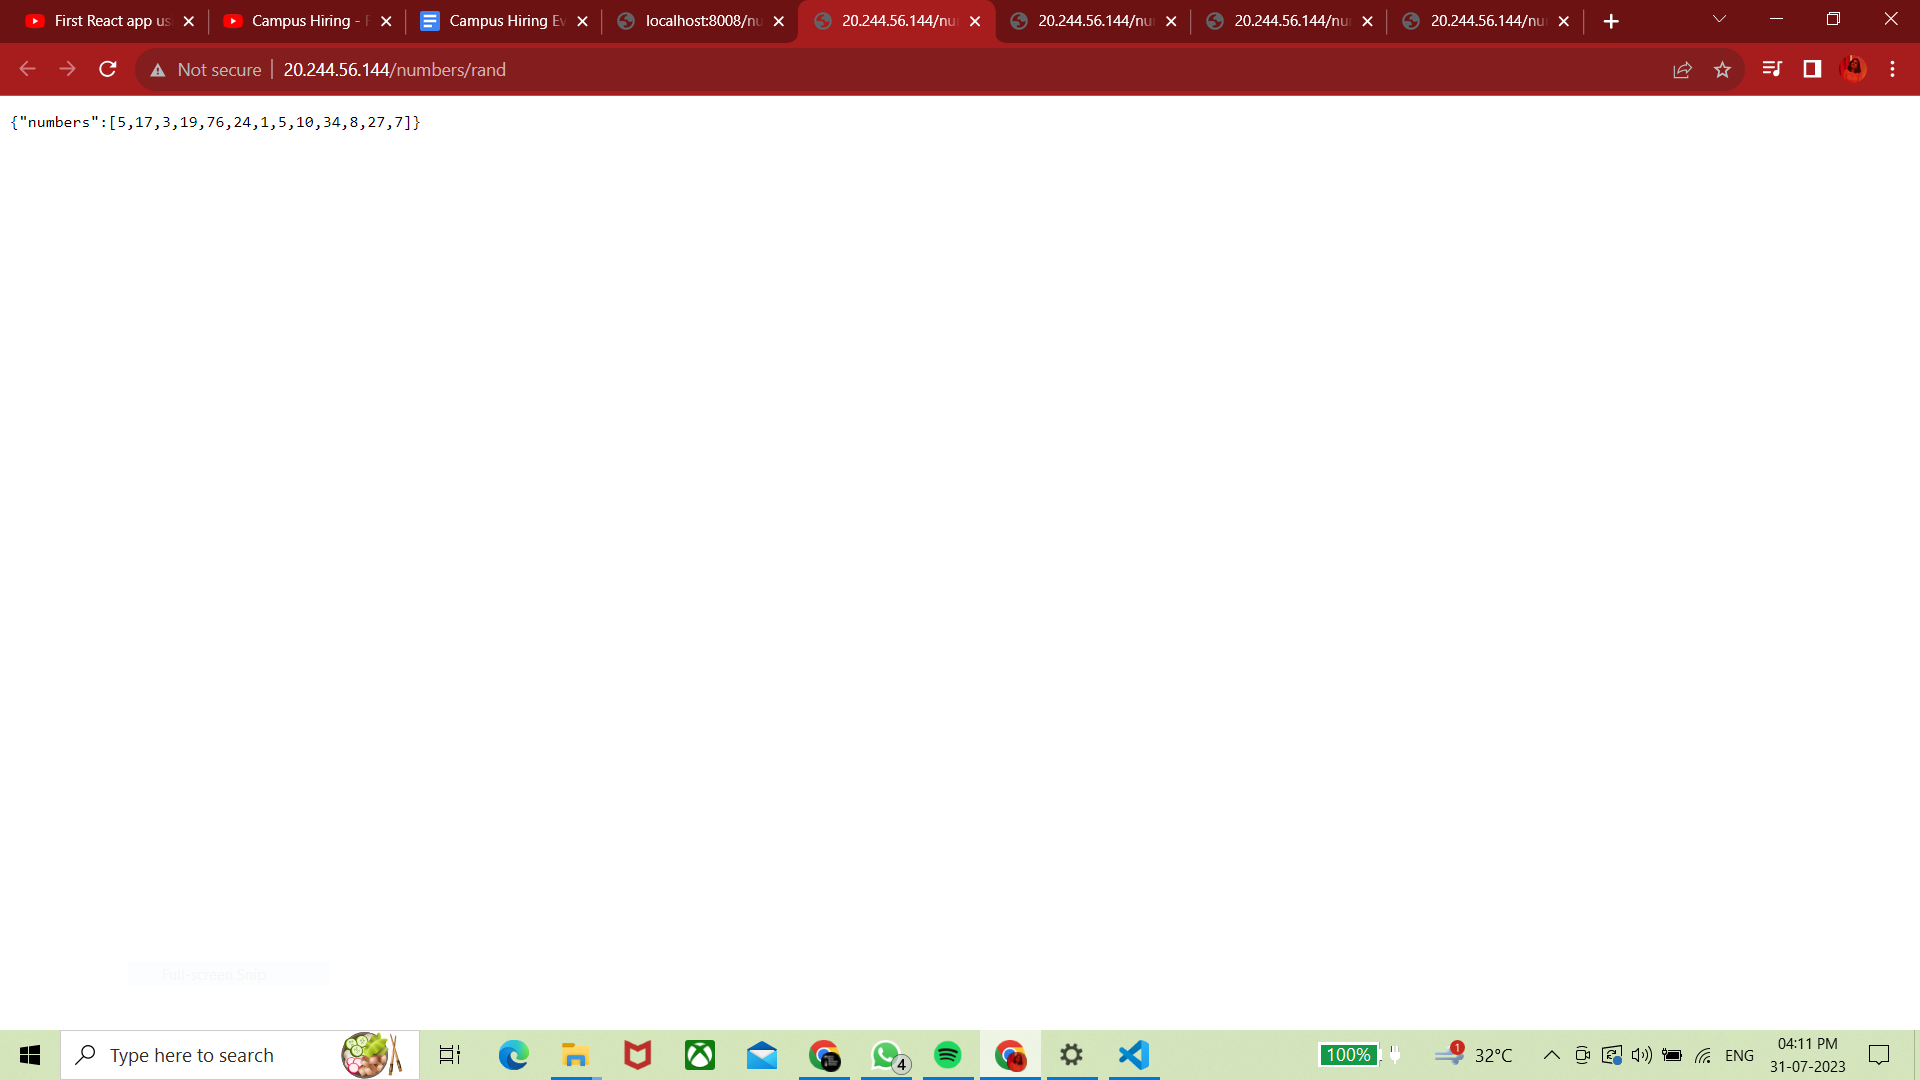 First React app us
Campus Hiring - F
Campus Hiring Ev
localhost:8008/nu
20.244.56.144/nu
20.244.56.144/nu
20.244.56.144/nu
20.244.56.144/nu
Not secure
20.244.56.144/numbers/rand
{"numbers":[5,17,3,19,76,24,1,5,10,34,8,27,7]}
Full-screen Snip
Type here to search
4
100%
1
32°C
ENG
04:11 PM
31-07-2023